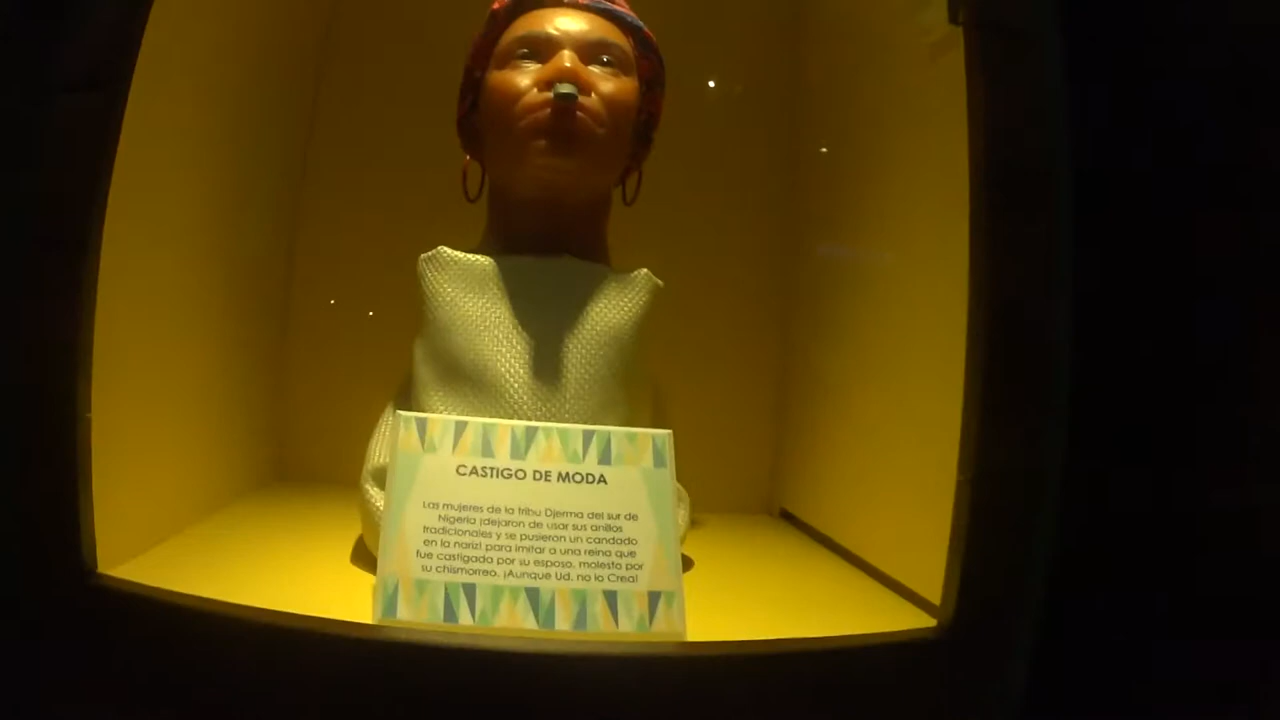 CASTIGO DE MODA
Las mujeres de la tribu Djerma del sur de
Nigeria ¡dejaron de usar sus anillos
tradicionales y se pusieron un candado
en la nariz! para imitar a una reina que
fue castigada por su esposo, molesto por
su chismorreo. ¡Aunque Ud. no lo Crea!